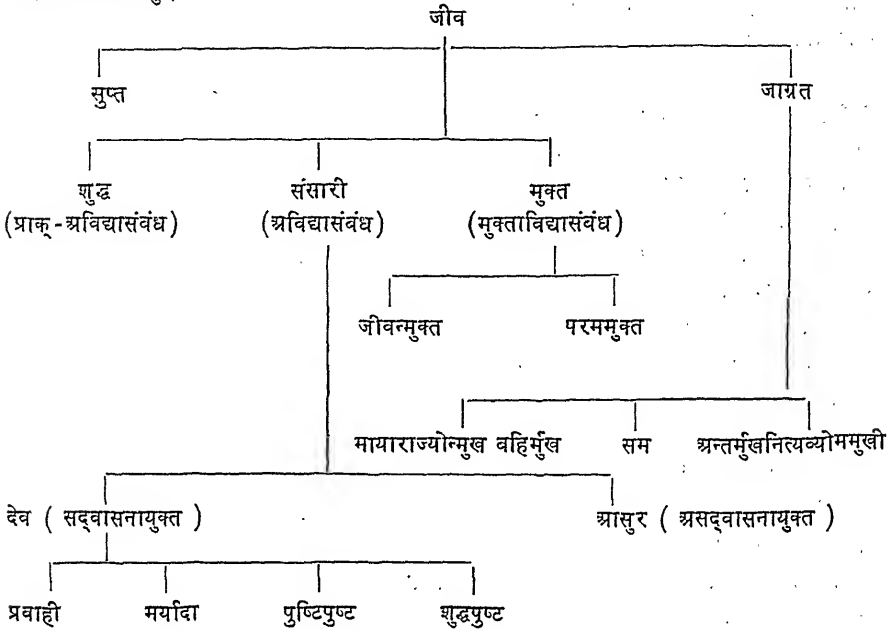 जीव
सुप्त जाग्रत
शुद्ध संसारी मुक्त
(प्राक्-अविद्यासंबंध) (अविद्यासंबंध) (मुक्ताविद्यासंबंध)
जीवन्मुक्त परममुक्त
मायाराज्योन्मुख वहिर्मुख सम अन्तर्मुखनित्यव्योममुखी
देव ( सद्वासनायुक्त ) आसुर ( असद्वासनायुक्त )
प्रवाही मर्यादा पुष्टिपुष्ट शुद्धपुष्ट